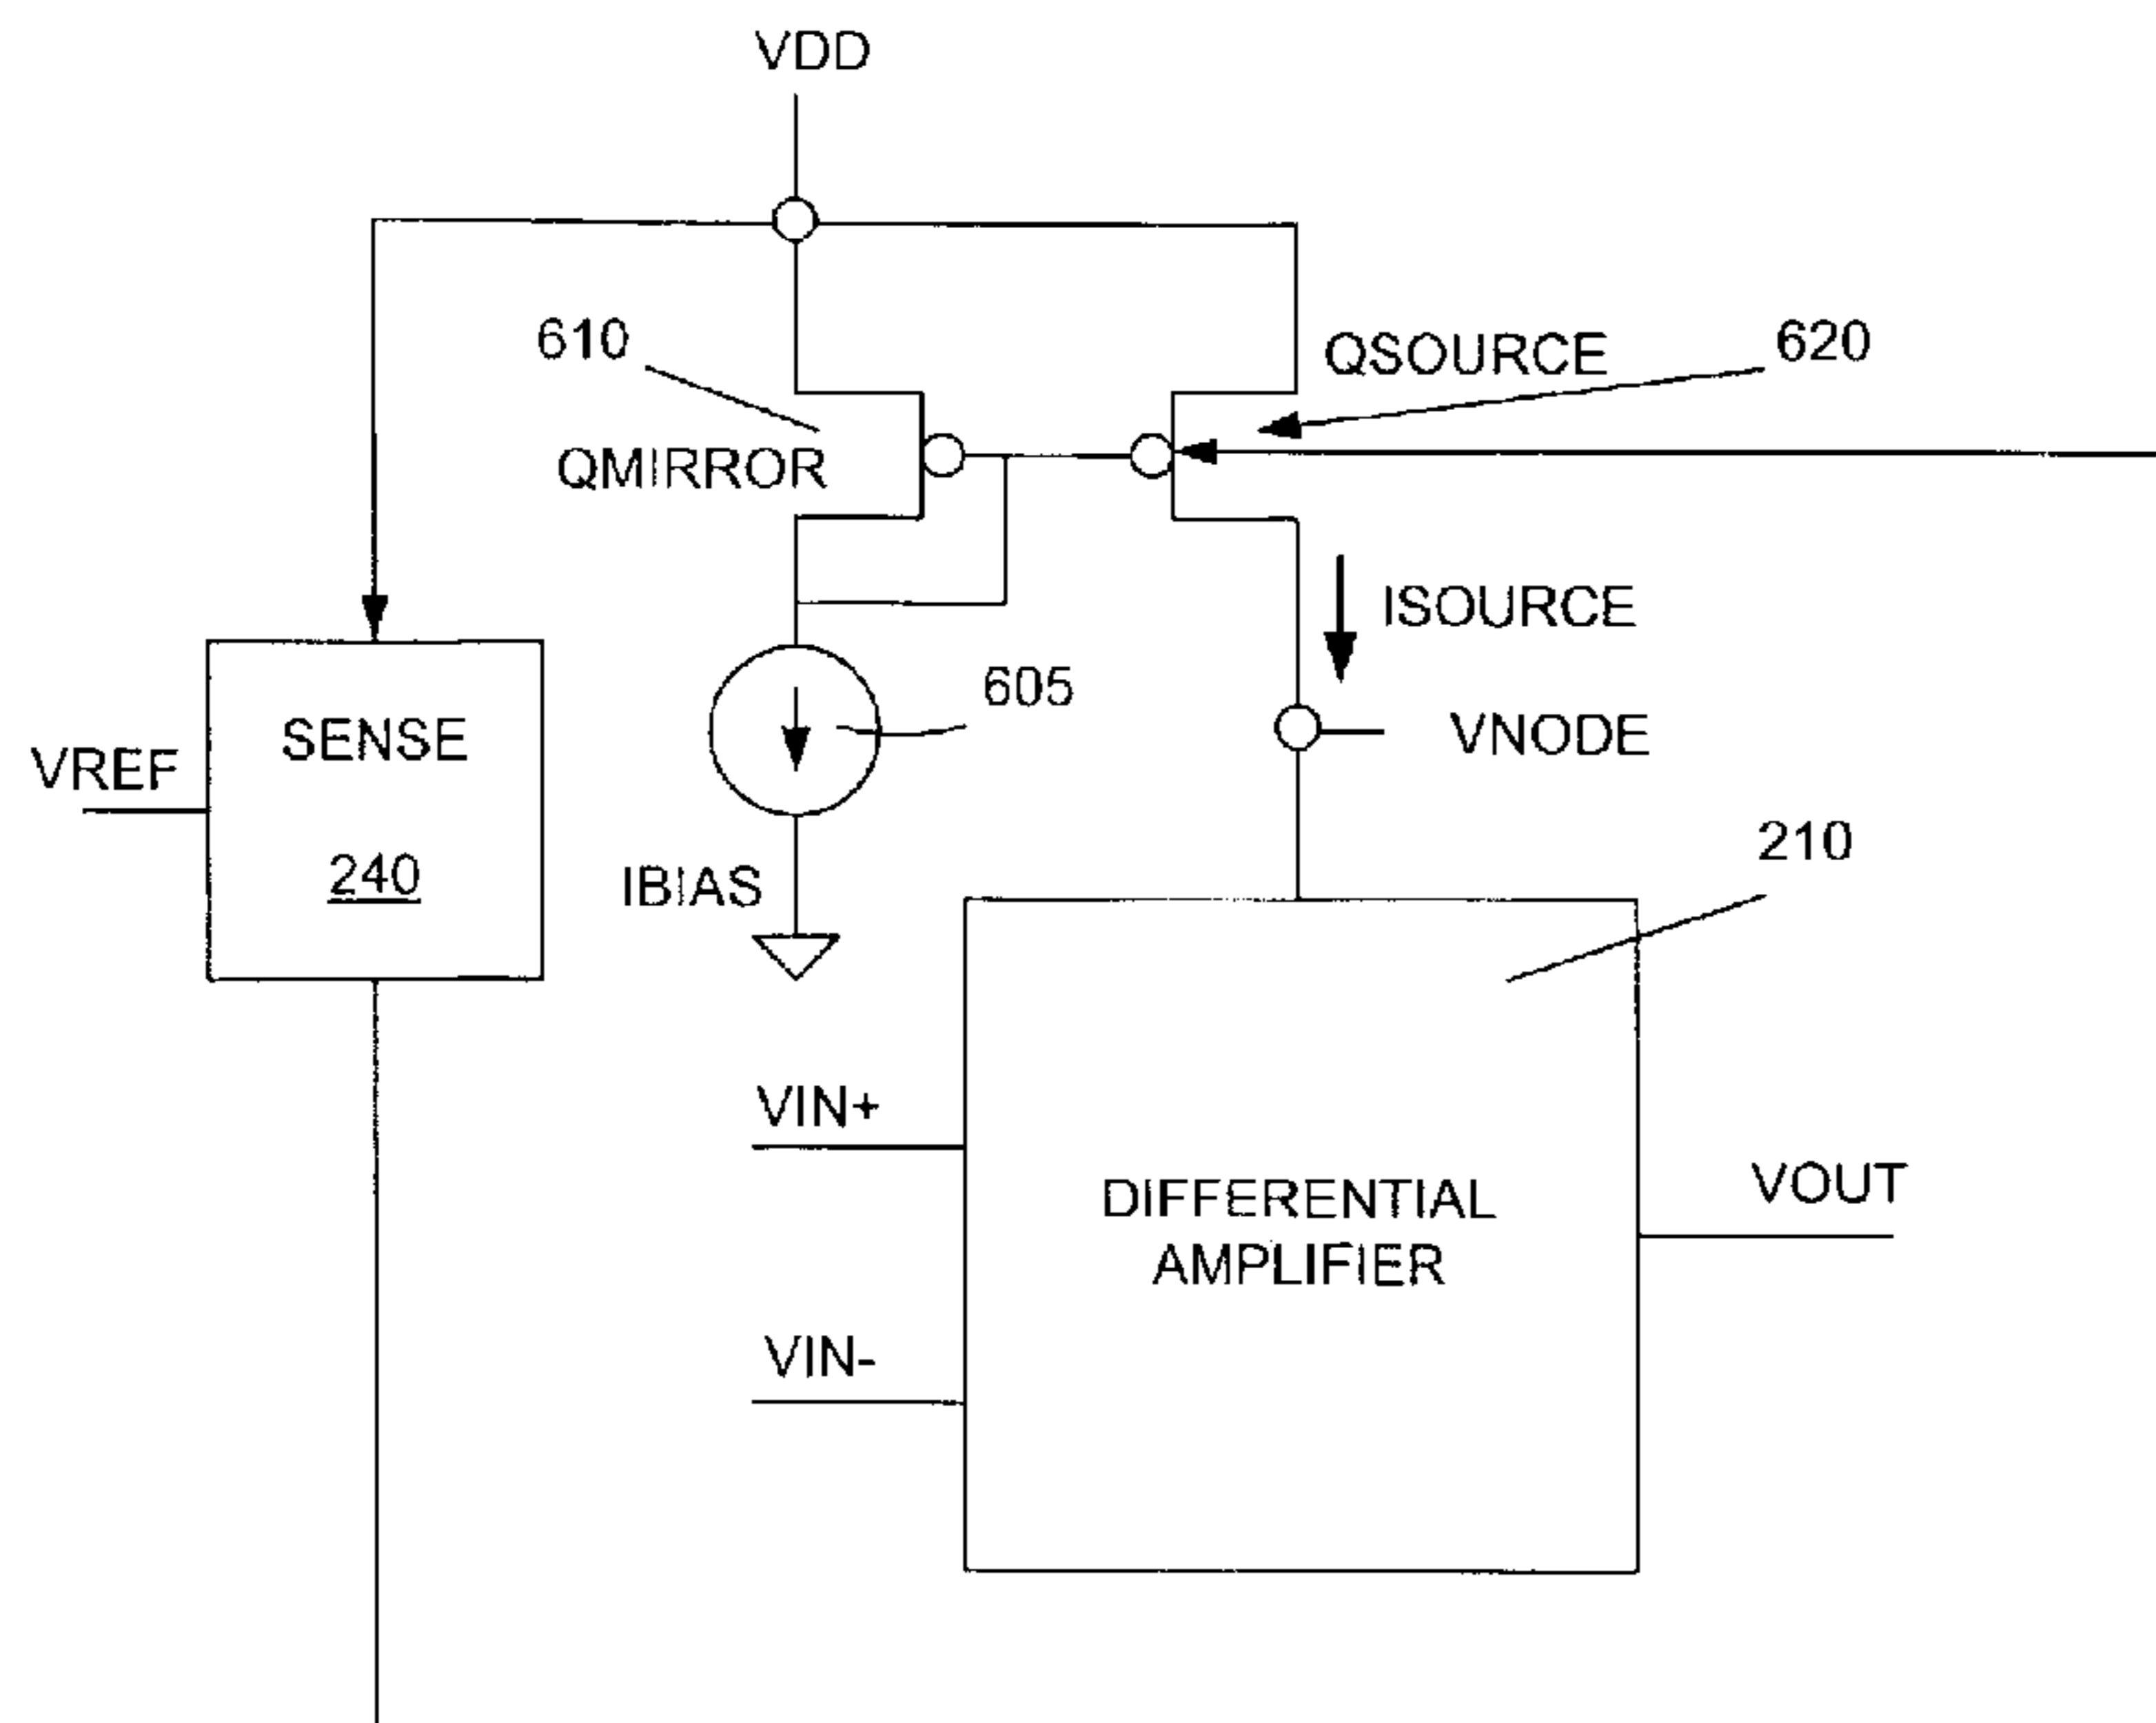 VDD
610
QSOURCE
620
QMIRROR
ISOURCE
605
VNODE
SENSE
VREF
240
IBIAS
210
VIN+
DIFFERENTIAL
AMPLIFIER
VOUT
VIN-